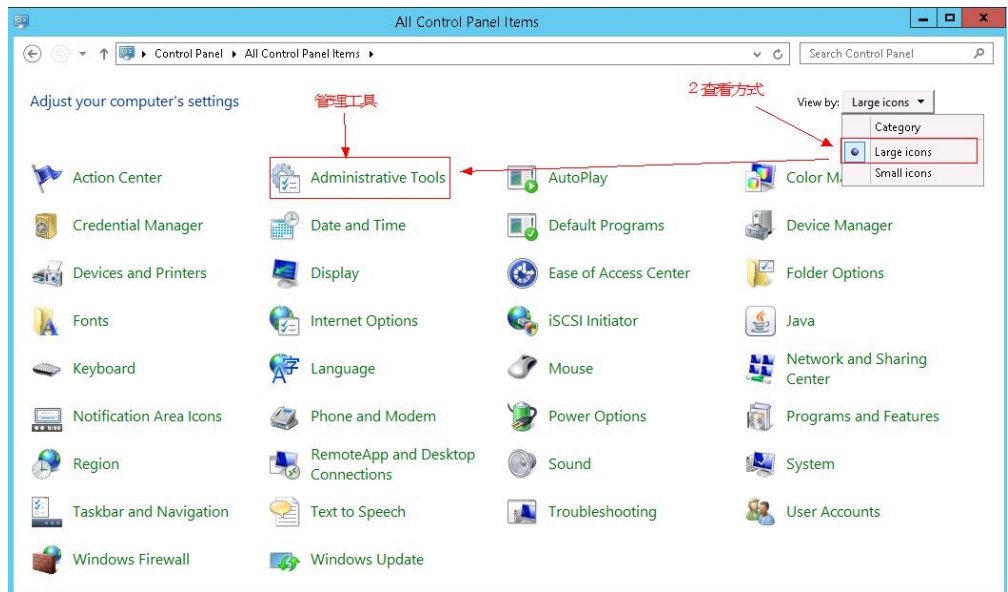 All Control Panel Items
Control Panel All Control Panel Items Search Control Panel
Adjust your computer's settings
管理工具
2查看方式
View by: Large icons
Category
Large icons
Small icons
Action Center Administrative Tools AutoPlay
Credential Manager Date and Time Default Programs Device Manager
Devices and Printers Display Ease of Access Center Folder Options
Fonts Internet Options iSCSI Initiator Java
Keyboard Language Mouse Network and Sharing
Center
Notification Area Icons Phone and Modem Power Options Programs and Features
Region RemoteApp and Desktop Sound System
Connections
Taskbar and Navigation Text to Speech Troubleshooting User Accounts
Windows Firewall Windows Update